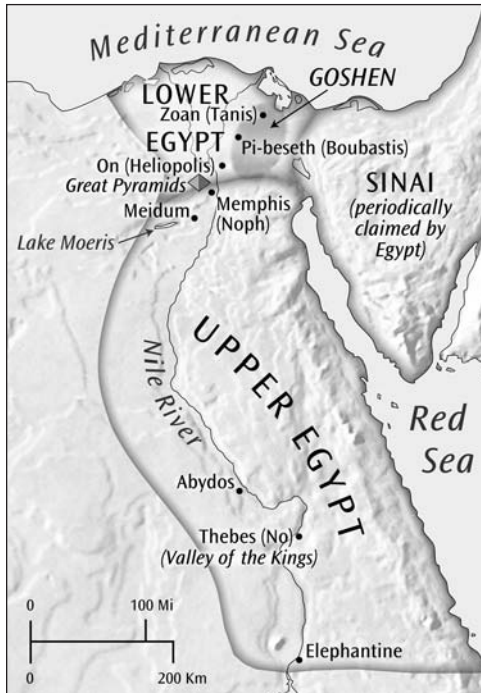 Mediterranean Sea
GOSHEN
LOWER
EGYPT
Zoan (Tanis)
Pi-beseth (Boubastis)
On (Heliopolis)
Great Pyramids
SINAI
(periodically
claimed by
Egypt)
Memphis
(Noph)
Meidum
Lake Moeris
UPPER EGYPT
Nile River
Red
Sea
Abydos
Thebes (No)
(Valley of the Kings)
0 100 Mi
0 200 Km
Elephantine